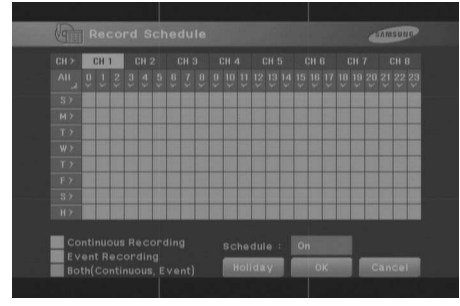 Record Schedule
SAMSUNG
CH > CH 1 CH 2 CH 3 CH 4 CH 5 CH 6 CH 7 CH 8
All 0 1 2 3 4 5 6 7 8 9 10 11 12 13 14 15 16 17 18 19 20 21 22 23
S >
M >
T >
W >
T >
F >
S >
H >
Continuous Recording
Schedule : On
Event Recording
Both(Continuous, Event)
Holiday OK Cancel